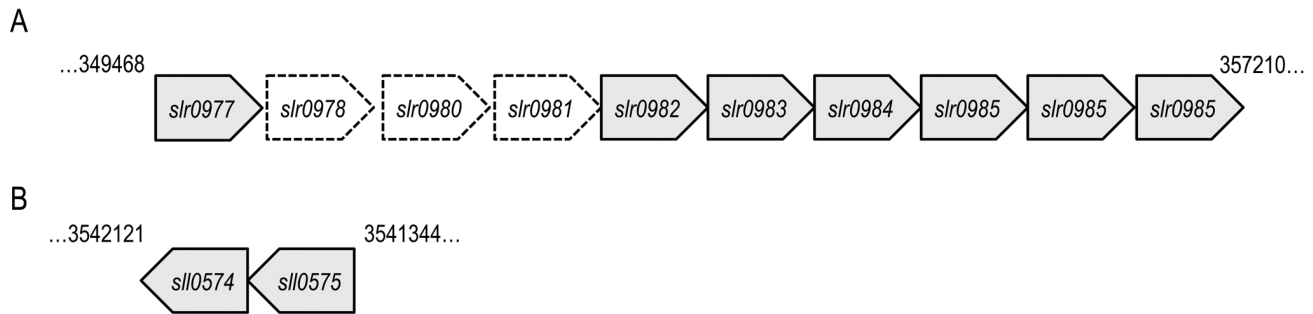 A
...349468
357210...
slr0977 slr0978 slr0980 slr0981 slr0982 slr0983 slr0984 slr0985 slr0985 slr0985
B
...3542121
3541344...
sll0574 sll0575